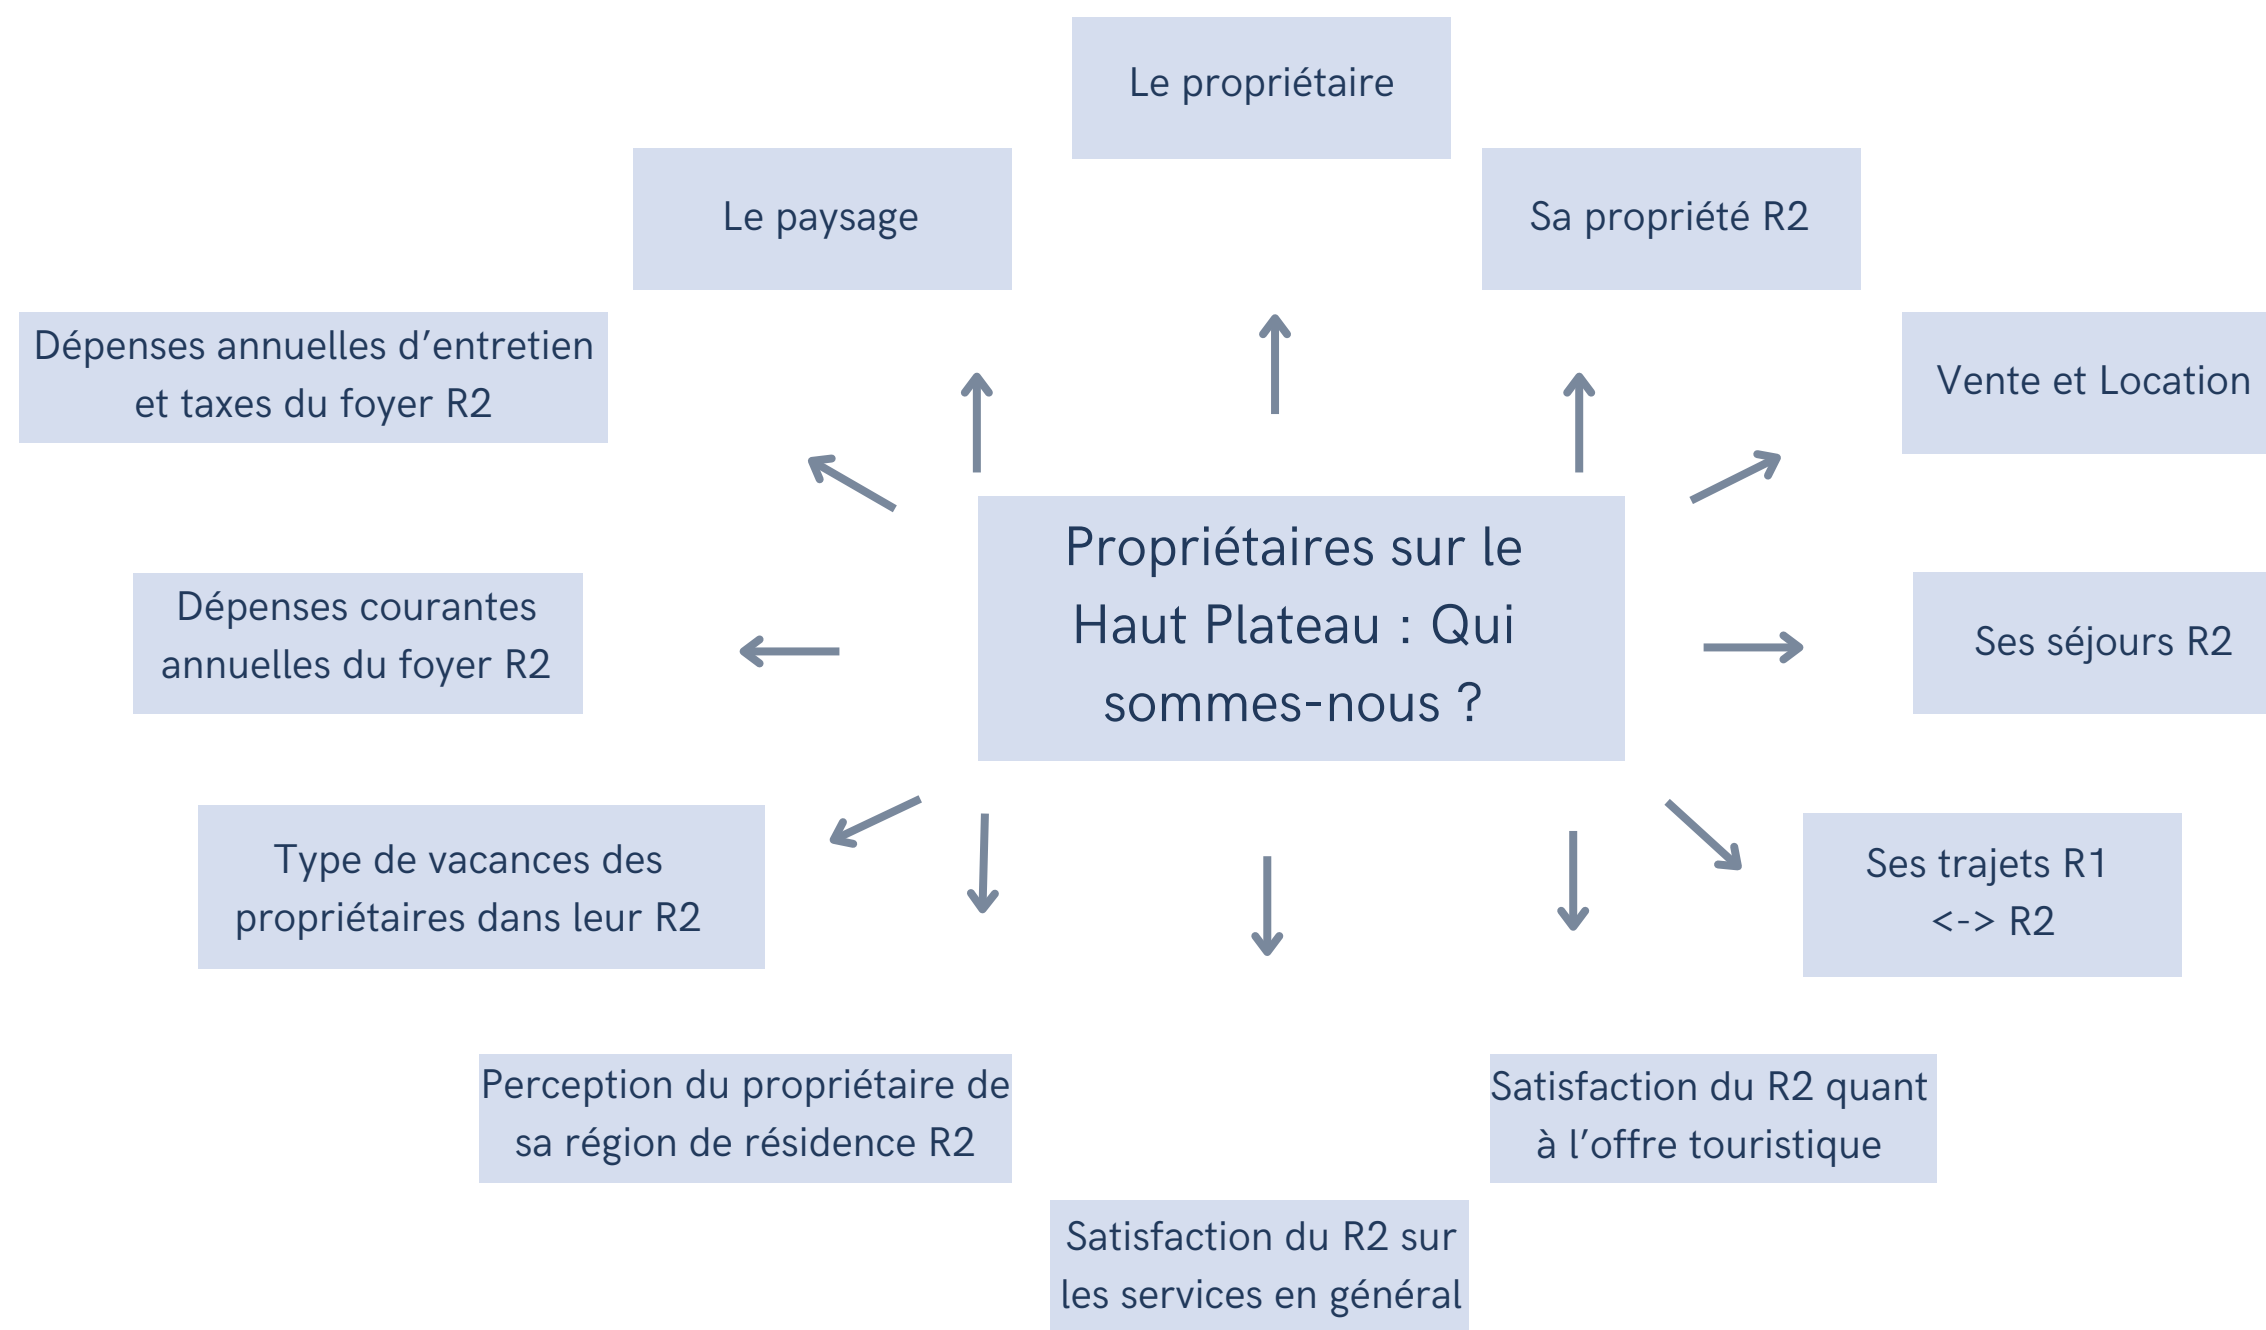 Le propriétaire
Le paysage
Sa propriété R2
Dépenses annuelles d’entretien
et taxes du foyer R2
Vente et Location
Propriétaires sur le
Haut Plateau : Qui
sommes-nous ?
Dépenses courantes
annuelles du foyer R2
Ses séjours R2
Type de vacances des
propriétaires dans leur R2
Ses trajets R1
<-> R2
Perception du propriétaire de
sa région de résidence R2
Satisfaction du R2 quant
à l’offre touristique
Satisfaction du R2 sur
les services en général